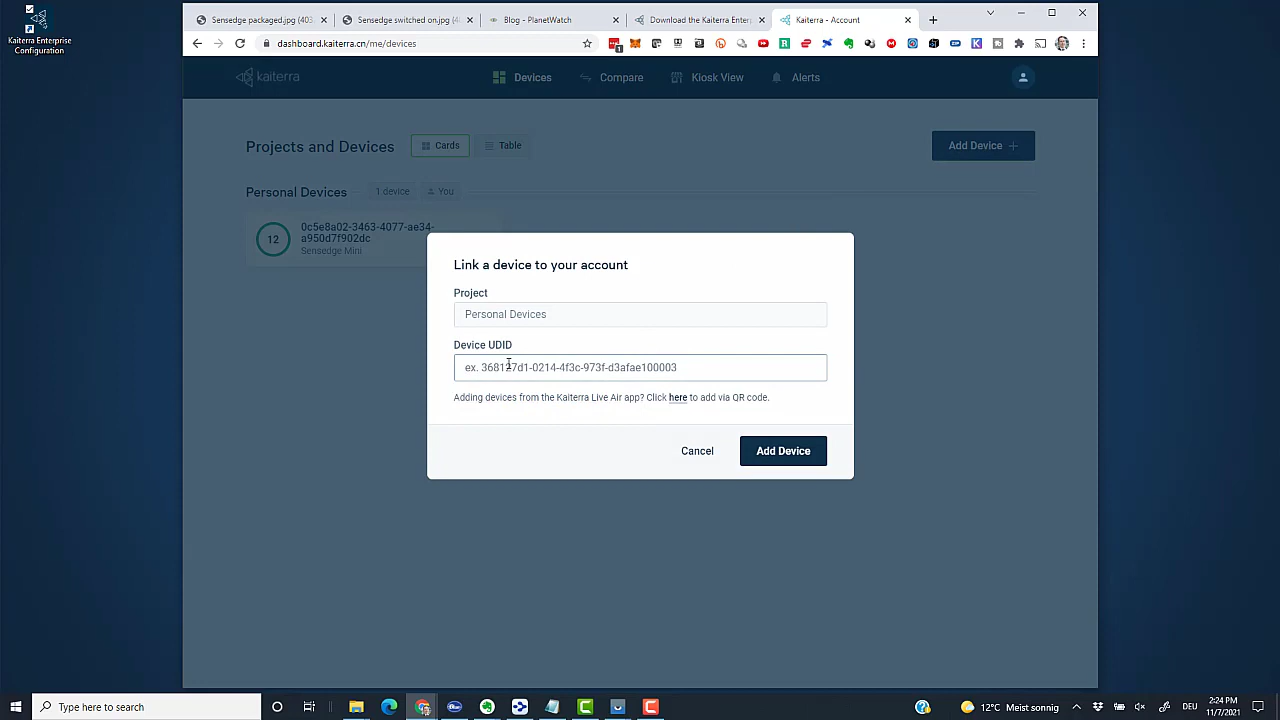 Kaiterra Enterprise
Configuration
Sensedge packaged.jpg (403
Sensedge switched on.jpg (4
Blog - PlanetWatch
Download the Kaiterra Enter
Kaiterra - Account
dashboard.kaiterra.cn/me/devices
kaiterra
Devices
Compare
Kiosk View
Alerts
Projects and Devices
Cards
Table
Add Device +
Personal Devices
1 device
You
12
0c5e8a02-3463-4077-ae34-
a950d7f902dc
Sensedge Mini
Link a device to your account
Project
Personal Devices
Device UDID
ex. 368127d1-0214-4f3c-973f-d3afae100003
Adding devices from the Kaiterra Live Air app? Click here to add via QR code.
Cancel
Add Device
Type here to search
12°C Meist sonnig
DEU
2:24 PM
11/7/2021